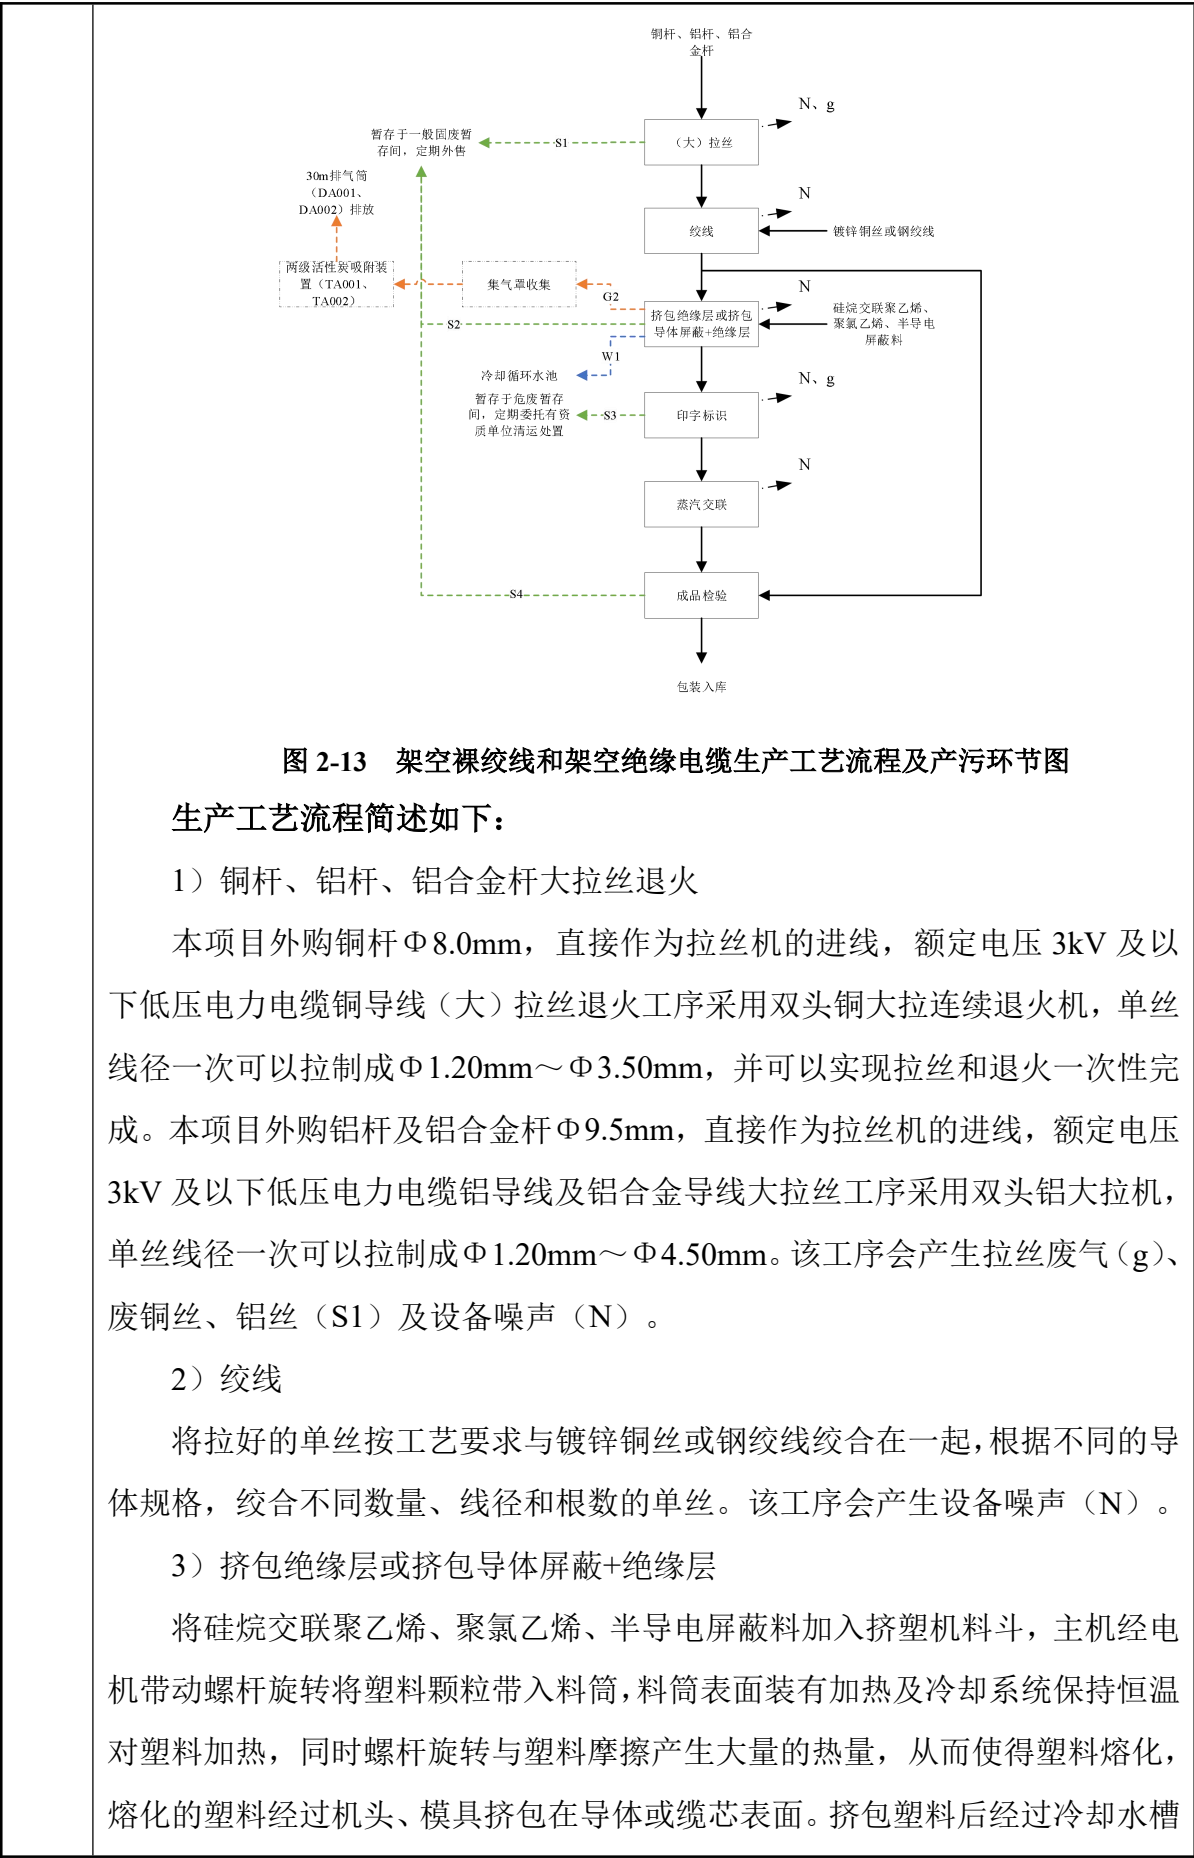 铜杆、铝杆、铝合
金杆
N、g
（大）拉丝
S1
暂存于一般固废暂
存间，定期外售
30m排气筒
（DA001、
DA002）排放
N
绞线
镀锌铜丝或钢绞线
两级活性炭吸附装
置（TA001、
TA002）
集气罩收集
G2
N
挤包绝缘层或挤包
导体屏蔽+绝缘层
硅烷交联聚乙烯、
聚氯乙烯、半导电
屏蔽料
S2
W1
冷却循环水池
N、g
暂存于危废暂存
间，定期委托有资
质单位清运处置
S3
印字标识
N
蒸汽交联
S4
成品检验
包装入库
图 2-13 架空裸绞线和架空绝缘电缆生产工艺流程及产污环节图
生产工艺流程简述如下：
1）铜杆、铝杆、铝合金杆大拉丝退火
本项目外购铜杆Φ8.0mm，直接作为拉丝机的进线，额定电压 3kV 及以
下低压电力电缆铜导线（大）拉丝退火工序采用双头铜大拉连续退火机，单丝
线径一次可以拉制成Φ1.20mm～Φ3.50mm，并可以实现拉丝和退火一次性完
成。本项目外购铝杆及铝合金杆Φ9.5mm，直接作为拉丝机的进线，额定电压
3kV 及以下低压电力电缆铝导线及铝合金导线大拉丝工序采用双头铝大拉机，
单丝线径一次可以拉制成Φ1.20mm～Φ4.50mm。该工序会产生拉丝废气（g）、
废铜丝、铝丝（S1）及设备噪声（N）。
2）绞线
将拉好的单丝按工艺要求与镀锌铜丝或钢绞线绞合在一起，根据不同的导
体规格，绞合不同数量、线径和根数的单丝。该工序会产生设备噪声（N）。
3）挤包绝缘层或挤包导体屏蔽+绝缘层
将硅烷交联聚乙烯、聚氯乙烯、半导电屏蔽料加入挤塑机料斗，主机经电
机带动螺杆旋转将塑料颗粒带入料筒，料筒表面装有加热及冷却系统保持恒温
对塑料加热，同时螺杆旋转与塑料摩擦产生大量的热量，从而使得塑料熔化，
熔化的塑料经过机头、模具挤包在导体或缆芯表面。挤包塑料后经过冷却水槽